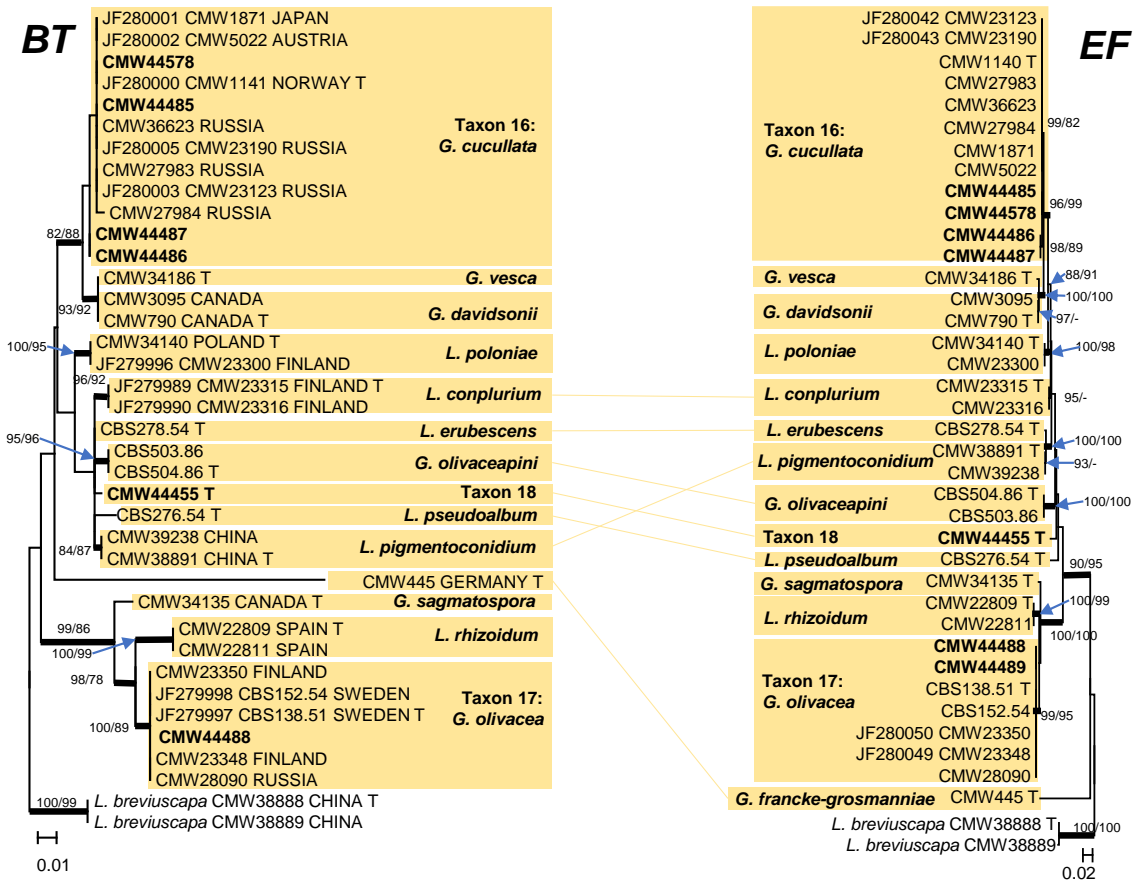 BT
JF280001 CMW1871 JAPAN
JF280002 CMW5022 AUSTRIA
CMW44578
JF280000 CMW1141 NORWAY T
CMW44485
CMW36623 RUSSIA
JF280005 CMW23190 RUSSIA
CMW27983 RUSSIA
JF280003 CMW23123 RUSSIA
CMW27984 RUSSIA
CMW44487
CMW44486
Taxon 16:
G. cucullata
82/88
CMW34186 T
G. vesca
CMW3095 CANADA
CMW790 CANADA T
G. davidsonii
93/92
CMW34140 POLAND T
JF279996 CMW23300 FINLAND
L. poloniae
100/95
96/92
JF279989 CMW23315 FINLAND T
JF279990 CMW23316 FINLAND
L. conplurium
CBS278.54 T
L. erubescens
95/96
CBS503.86
CBS504.86 T
G. olivaceapini
CMW44455 T
Taxon 18
CBS276.54 T
L. pseudoalbum
84/87
CMW39238 CHINA
CMW38891 CHINA T
L. pigmentoconidium
CMW445 GERMANY T
CMW34135 CANADA T
G. sagmatospora
99/86
CMW22809 SPAIN T
CMW22811 SPAIN
L. rhizoidum
100/99
98/78
CMW23350 FINLAND
JF279998 CBS152.54 SWEDEN
JF279997 CBS138.51 SWEDEN T
CMW44488
CMW23348 FINLAND
CMW28090 RUSSIA
Taxon 17:
G. olivacea
100/89
100/99
L. breviuscapa CMW38888 CHINA T
L. breviuscapa CMW38889 CHINA
0.01
EF
JF280042 CMW23123
JF280043 CMW23190
CMW1140 T
CMW27983
CMW36623
CMW27984
CMW1871
CMW5022
CMW44485
CMW44578
CMW44486
CMW44487
Taxon 16:
G. cucullata
99/82
96/99
98/89
88/91
G. vesca
CMW34186 T
100/100
G. davidsonii
CMW3095
CMW790 T
97/-
L. poloniae
CMW34140 T
CMW23300
100/98
L. conplurium
CMW23315 T
CMW23316
95/-
L. erubescens
CBS278.54 T
100/100
L. pigmentoconidium
CMW38891 T
CMW39238
93/-
G. olivaceapini
CBS504.86 T
CBS503.86
100/100
Taxon 18
CMW44455 T
L. pseudoalbum
CBS276.54 T
90/95
G. sagmatospora
CMW34135 T
L. rhizoidum
CMW22809 T
CMW22811
100/99
100/100
CMW44488
CMW44489
CBS138.51 T
CBS152.54
JF280050 CMW23350
JF280049 CMW23348
CMW28090
Taxon 17:
G. olivacea
99/95
G. francke-grosmanniae
CMW445 T
L. breviuscapa CMW38888 T
L. breviuscapa CMW38889
100/100
0.02